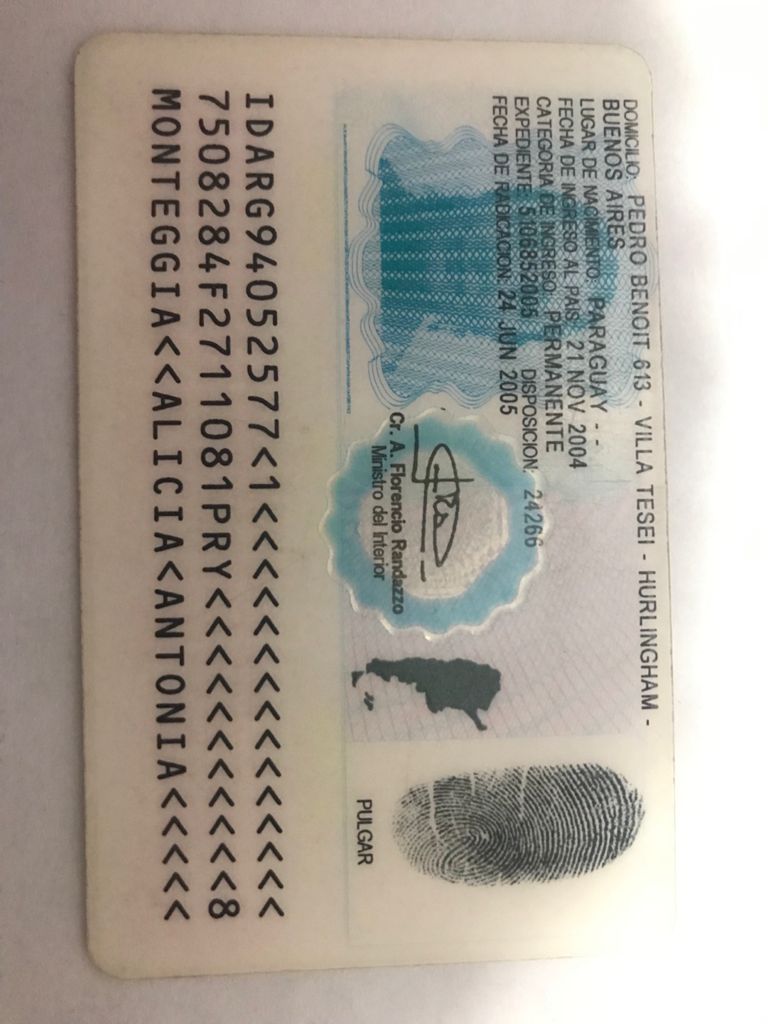 DOMICILIO: PEDRO BENOIT 613 - VILLA TESEI - HURLINGHAM -
BUENOS AIRES
LUGAR DE NACIMIENTO: PARAGUAY - -
FECHA DE INGRESO AL PAIS: 21 NOV 2004
CATEGORIA DE INGRESO: PERMANENTE
EXPEDIENTE: 5106852005 DISPOSICION: 24266
FECHA DE RADICACION: 24 JUN 2005
Cr. A. Florencio Randazzo
Ministro del Interior
PULGAR
IDARG94052577<1<<<<<<<<<<<<<<<
7508284F2711081PRY<<<<<<<<<<<8
MONTEGGIA<<ALICIA<ANTONIA<<<<<